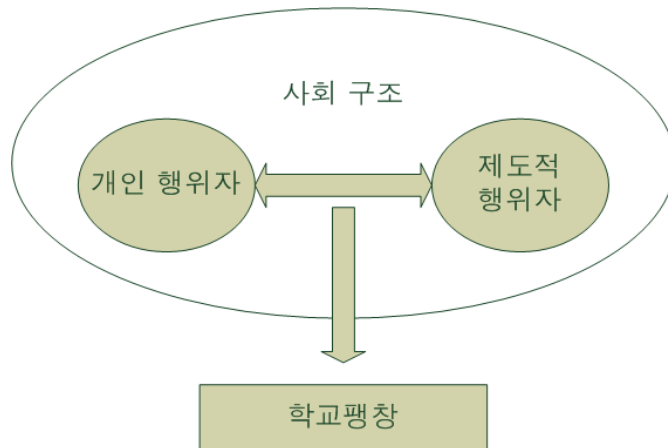 사회 구조
개인 행위자
제도적
행위자
학교팽창